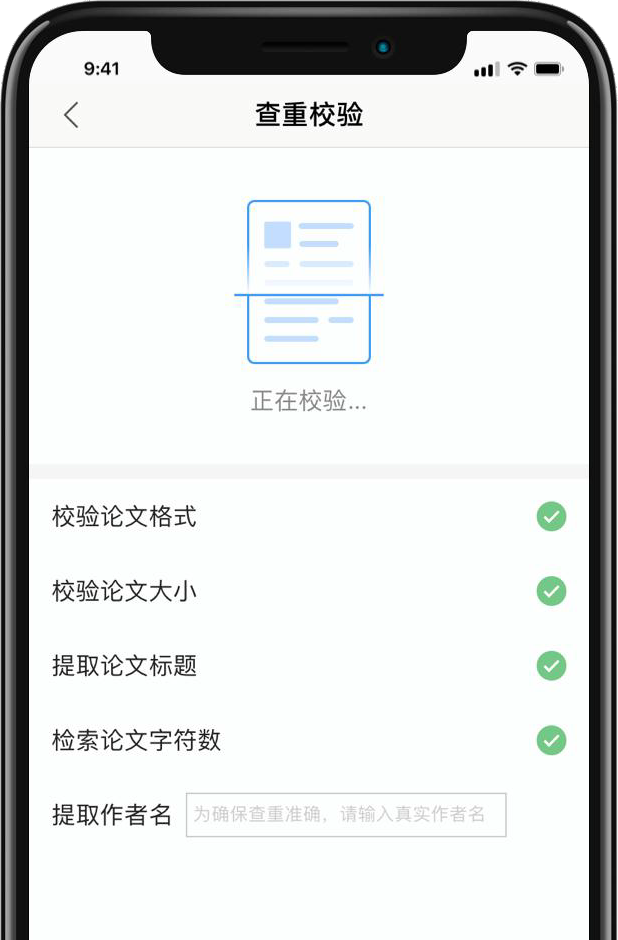 9:41
查重校验
正在校验...
校验论文格式
校验论文大小
提取论文标题
检索论文字符数
提取作者名 为确保查重准确，请输入真实作者名